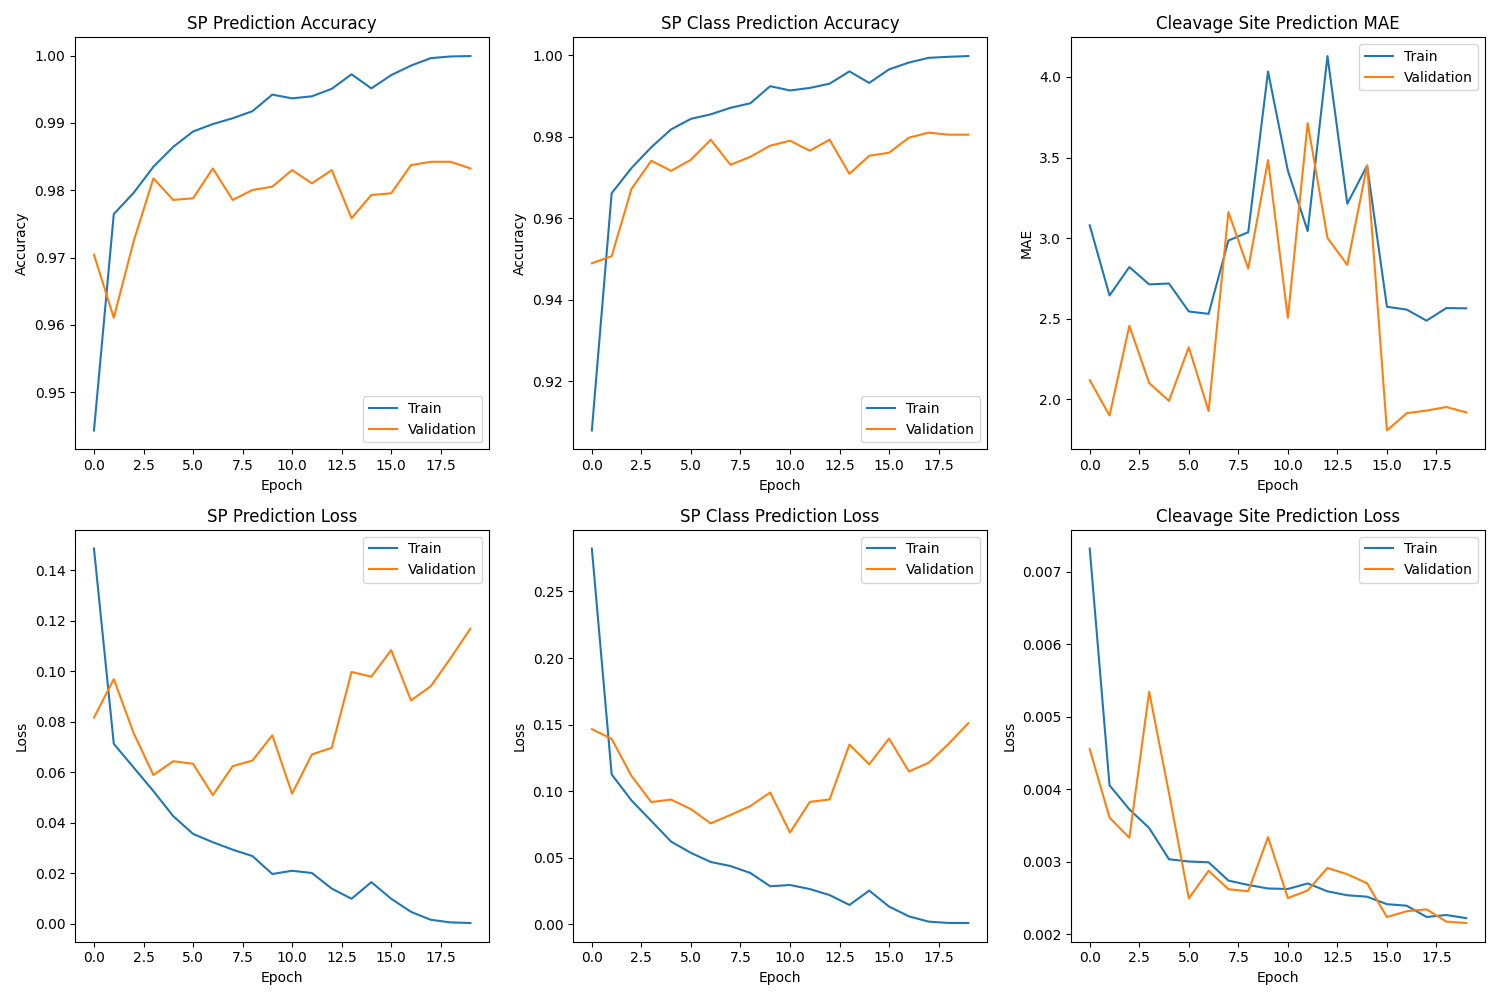 SP Prediction Accuracy
1.00
0.99
0.98
0.97
0.96
0.95
Accuracy
Train
Validation
0.0 2.5 5.0 7.5 10.0 12.5 15.0 17.5
Epoch
SP Class Prediction Accuracy
1.00
0.98
0.96
0.94
0.92
Accuracy
Train
Validation
0.0 2.5 5.0 7.5 10.0 12.5 15.0 17.5
Epoch
Cleavage Site Prediction MAE
Train
Validation
4.0
3.5
3.0
2.5
2.0
MAE
0.0 2.5 5.0 7.5 10.0 12.5 15.0 17.5
Epoch
SP Prediction Loss
Train
Validation
0.14
0.12
0.10
0.08
0.06
0.04
0.02
0.00
Loss
0.0 2.5 5.0 7.5 10.0 12.5 15.0 17.5
Epoch
SP Class Prediction Loss
Train
Validation
0.25
0.20
0.15
0.10
0.05
0.00
Loss
0.0 2.5 5.0 7.5 10.0 12.5 15.0 17.5
Epoch
Cleavage Site Prediction Loss
Train
Validation
0.007
0.006
0.005
0.004
0.003
0.002
Loss
0.0 2.5 5.0 7.5 10.0 12.5 15.0 17.5
Epoch